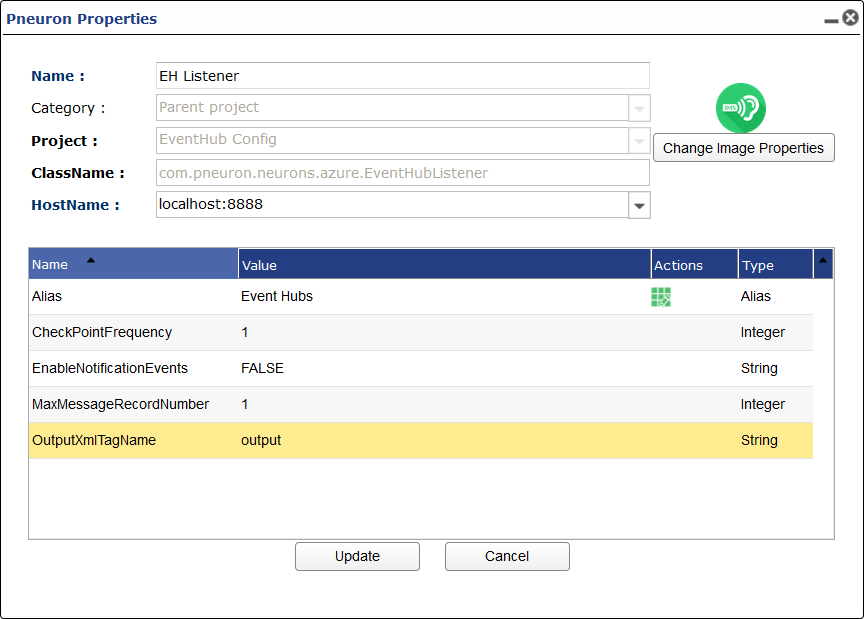 Pneuron Properties
Name : EH Listener
Category : Parent project
IMS
Project : EventHub Config
Change Image Properties
ClassName : com.pneuron.neurons.azure.EventHubListener
HostName : localhost:8888
Name Value Actions Type
Alias Event Hubs Alias
CheckPointFrequency 1 Integer
EnableNotificationEvents FALSE String
MaxMessageRecordNumber 1 Integer
OutputXmlTagName output String
Update Cancel